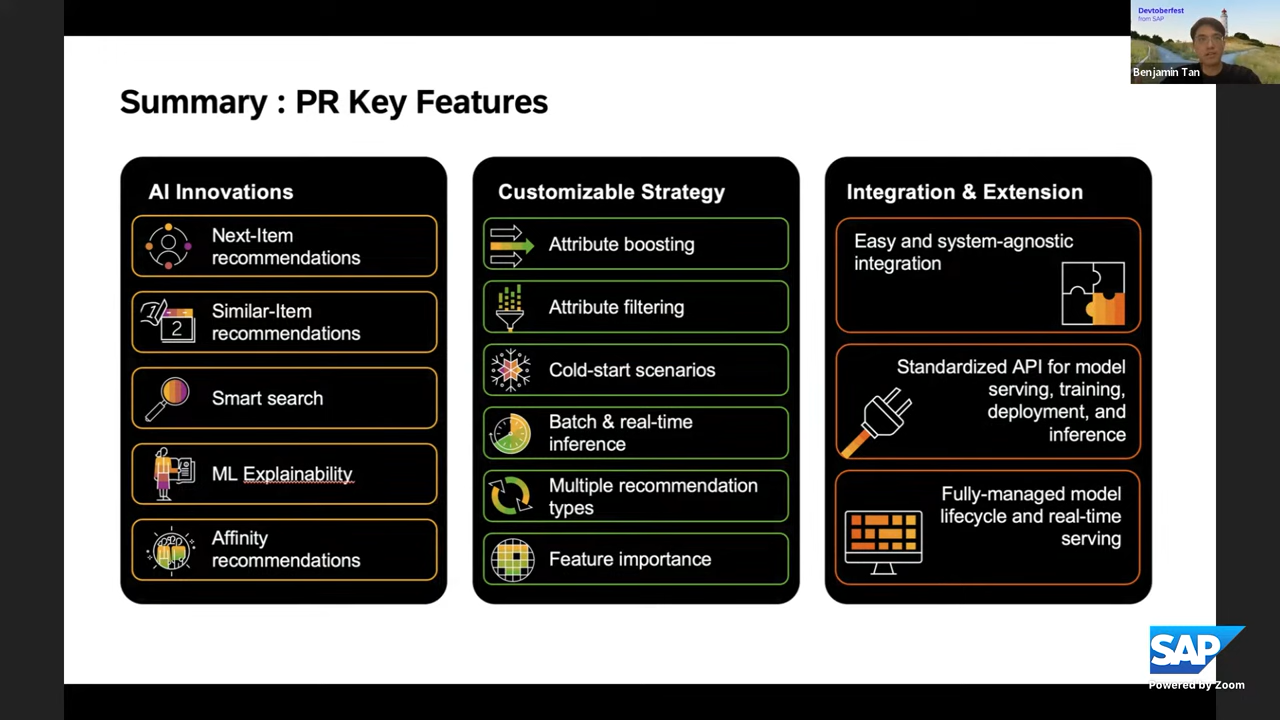 Devtoberfest
from SAP
Benjamin Tan
Summary : PR Key Features
AI Innovations
Next-Item
recommendations
1
2
Similar-Item
recommendations
Smart search
ML Explainability
Affinity
recommendations
Customizable Strategy
Attribute boosting
Attribute filtering
Cold-start scenarios
Batch & real-time
inference
Multiple recommendation
types
Feature importance
Integration & Extension
Easy and system-agnostic
integration
Standardized API for model
serving, training,
deployment, and
inference
Fully-managed model
lifecycle and real-time
serving
SAP
Powered by Zoom